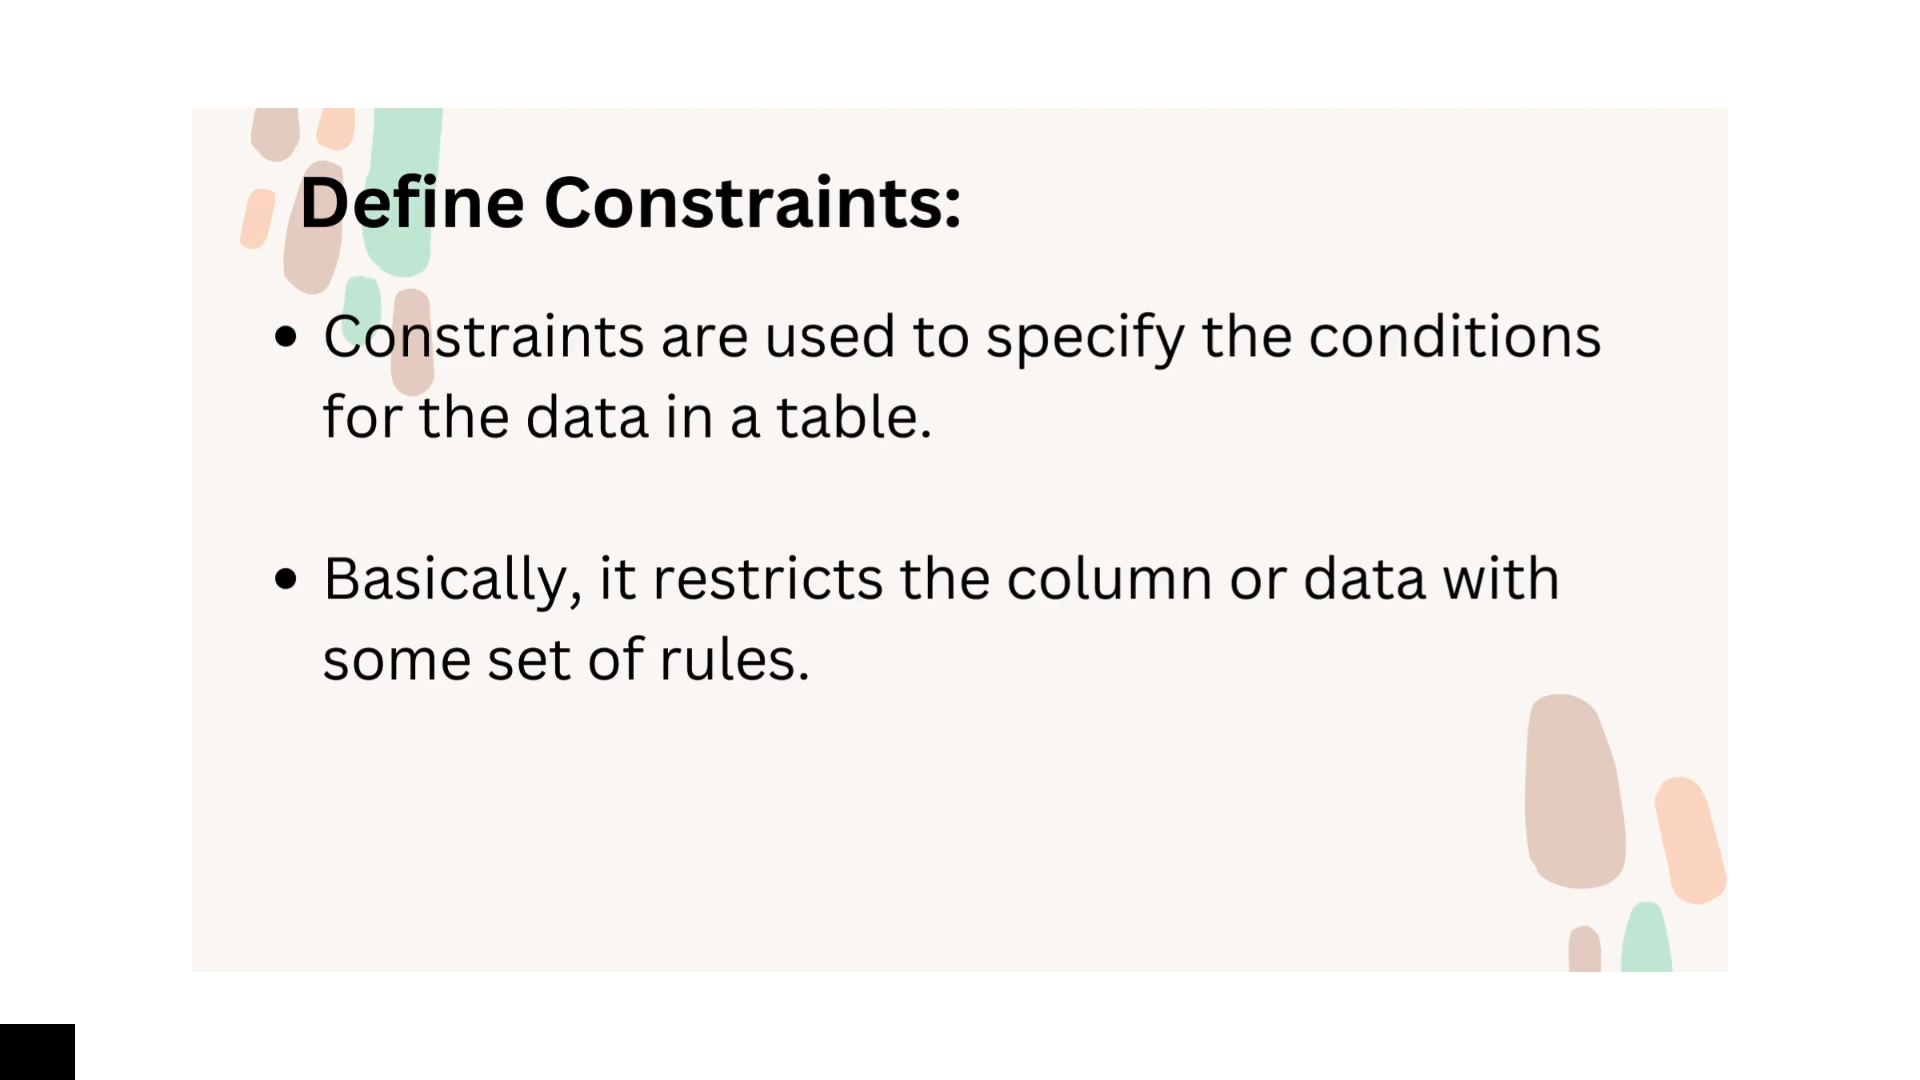 Define Constraints:
• Constraints are used to specify the conditions
for the data in a table.
• Basically, it restricts the column or data with
some set of rules.